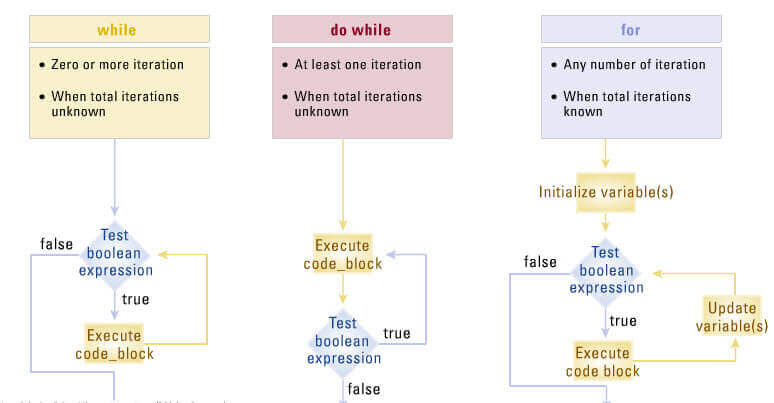 while
• Zero or more iteration
• When total iterations
unknown
false
Test
boolean
expression
true
Execute
code_block
do while
• At least one iteration
• When total iterations
unknown
Execute
code_block
Test
boolean
expression
true
false
for
• Any number of iteration
• When total iterations
known
Initialize variable(s)
false
Test
boolean
expression
true
Execute
code block
Update
variable(s)